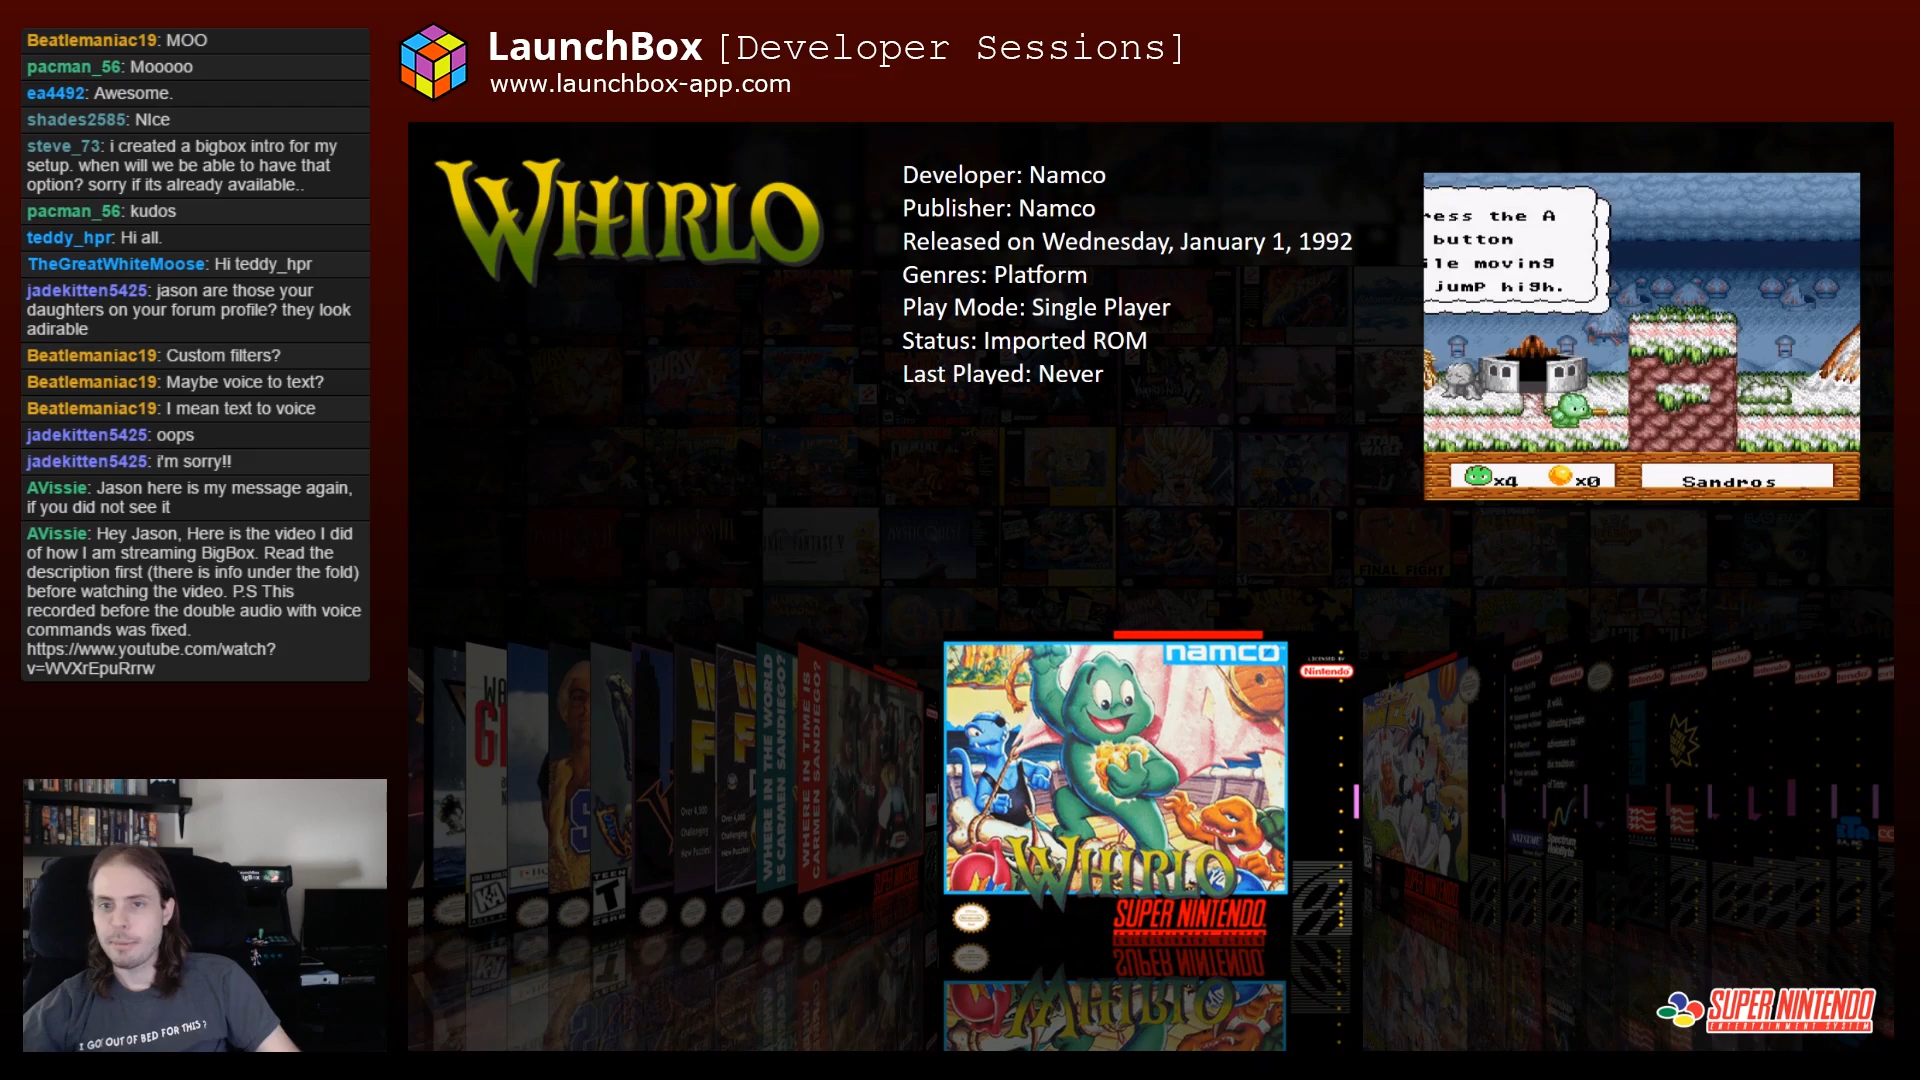 Beatlemaniac19: MOO
pacman_56: Mooooo
ea4492: Awesome.
shades2585: NIce
steve_73: i created a bigbox intro for my
setup. when will we be able to have that
option? sorry if its already available..
pacman_56: kudos
teddy_hpr: Hi all.
TheGreatWhiteMoose: Hi teddy_hpr
jadekitten5425: jason are those your
daughters on your forum profile? they look
adirable
Beatlemaniac19: Custom filters?
Beatlemaniac19: Maybe voice to text?
Beatlemaniac19: I mean text to voice
jadekitten5425: oops
jadekitten5425: i'm sorry!!
AVissie: Jason here is my message again,
if you did not see it
AVissie: Hey Jason, Here is the video I did
of how I am streaming BigBox. Read the
description first (there is info under the fold)
before watching the video. P.S This
recorded before the double audio with voice
commands was fixed.
https://www.youtube.com/watch?
v=WVXrEpuRrrw
I GOT OUT OF BED FOR THIS?
LaunchBox [Developer Sessions]
www.launchbox-app.com
WHIRLO
Developer: Namco
Publisher: Namco
Released on Wednesday, January 1, 1992
Genres: Platform
Play Mode: Single Player
Status: Imported ROM
Last Played: Never
ess the A
button
ile moving
jump high.
x4
x0
Sandros
FINAL FIGHT
WHERE IN THE WORLD
IS CARMEN SANDIEGO?
WHERE IN TIME IS
CARMEN SANDIEGO?
TEEN
namco
WHIRLO
SUPER NINTENDO
ENTERTAINMENT SYSTEM
LICENSED BY
Nintendo
SUPER NINTENDO
ENTERTAINMENT SYSTEM